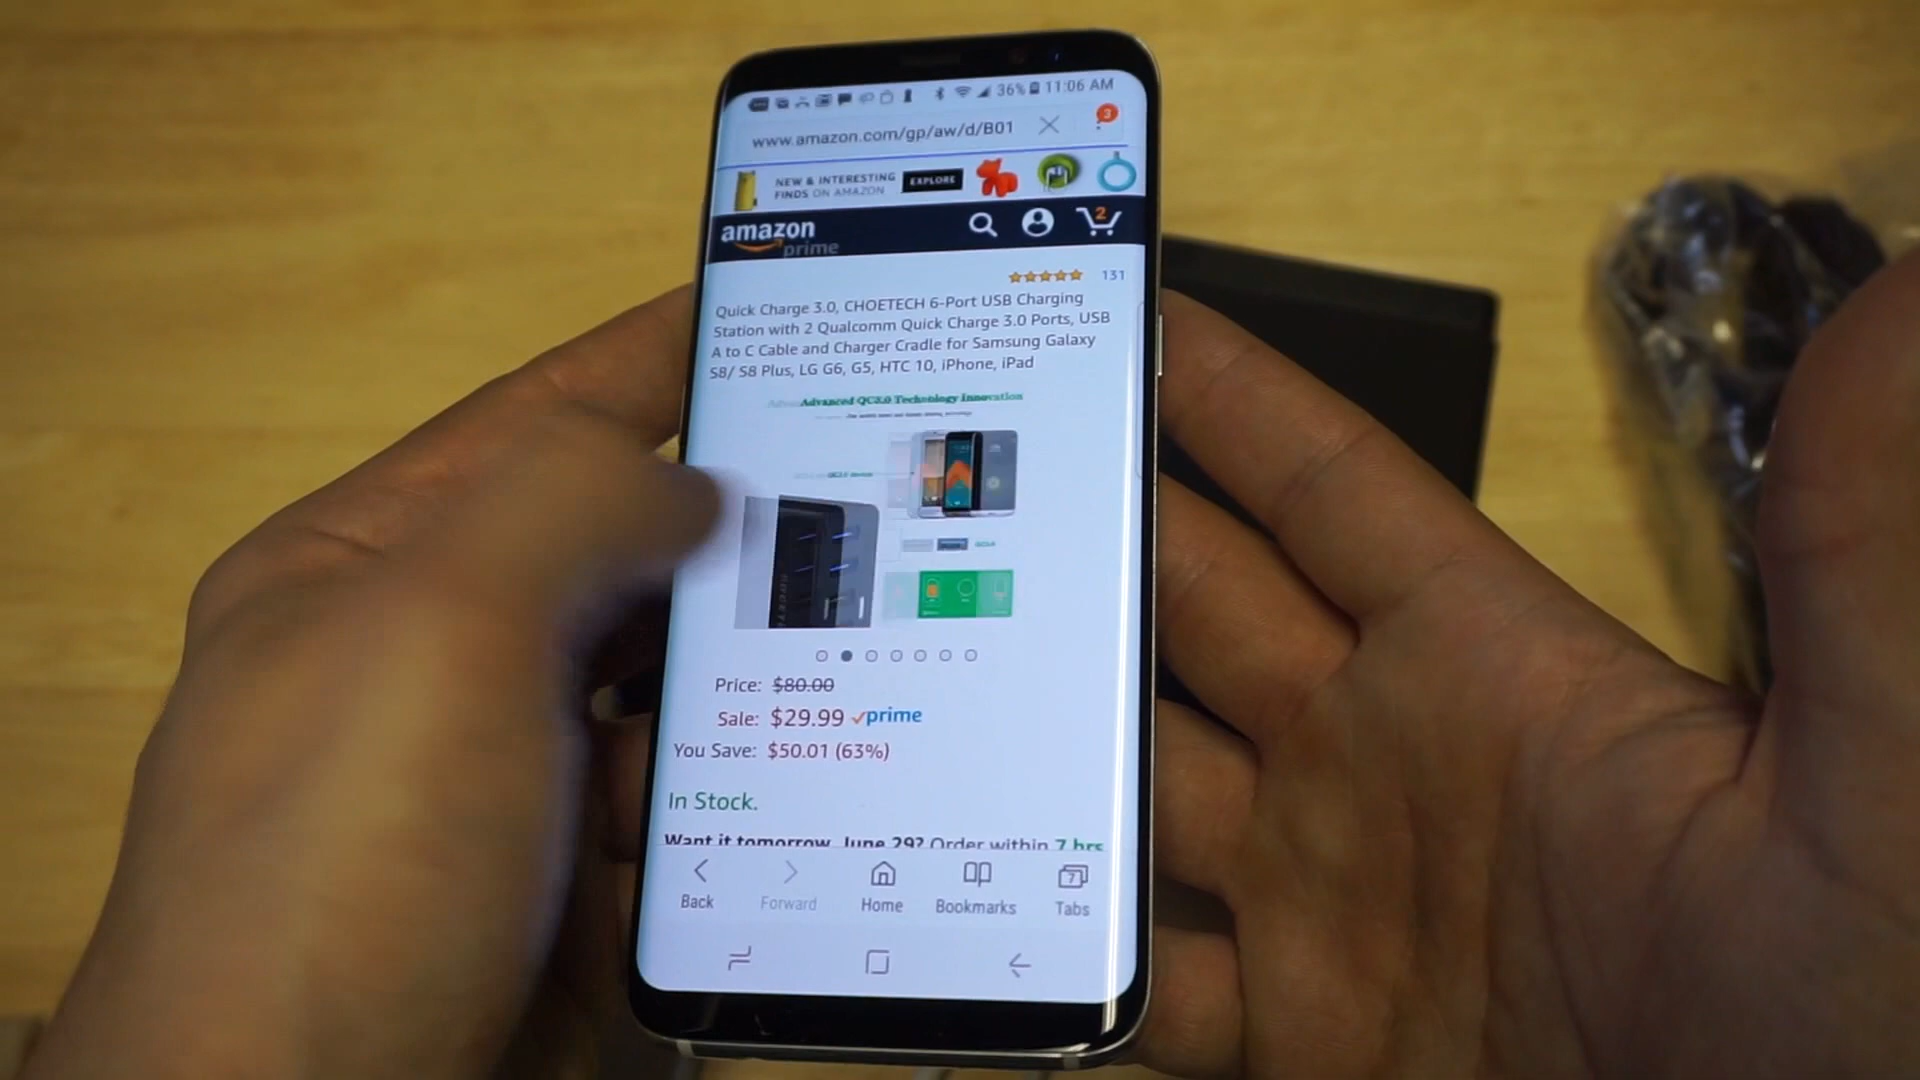 36% 11:06 AM
www.amazon.com/gp/aw/d/B01
3
NEW & INTERESTING
FINDS ON AMAZON
EXPLORE
amazon
prime
2
131
Quick Charge 3.0, CHOETECH 6-Port USB Charging
Station with 2 Qualcomm Quick Charge 3.0 Ports, USB
A to C Cable and Charger Cradle for Samsung Galaxy
S8/ S8 Plus, LG G6, G5, HTC 10, iPhone, iPad
Advanced QC3.0 Technology Innovation
Price: $80.00
Sale: $29.99 prime
You Save: $50.01 (63%)
In Stock.
Want it tomorrow, June 29? Order within 7 hrs
7
Back Forward Home Bookmarks Tabs